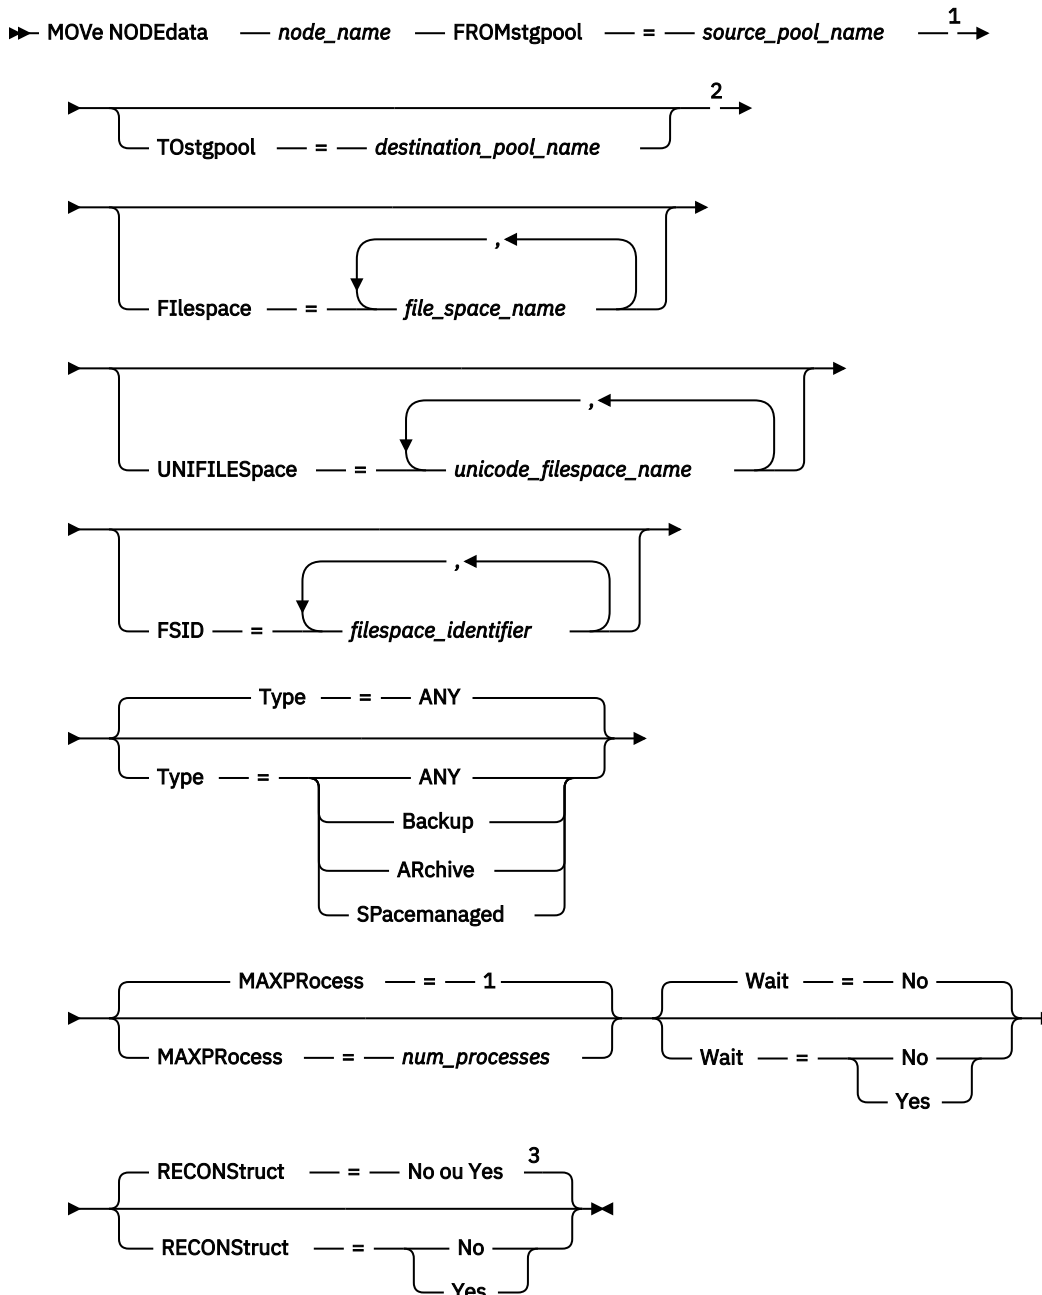 MOVe NODEdata node_name FROMstgpool = source_pool_name 1
2
TOstgpool = destination_pool_name
,
FIlespace = file_space_name
,
UNIFILESpace = unicode_filespace_name
,
FSID = filespace_identifier
Type = ANY
Type = ANY
Backup
ARchive
SPacemanaged
MAXPRocess = 1 Wait = No
MAXPRocess = num_processes Wait = No
Yes
RECONStruct = No ou Yes 3
RECONStruct = No
Yes